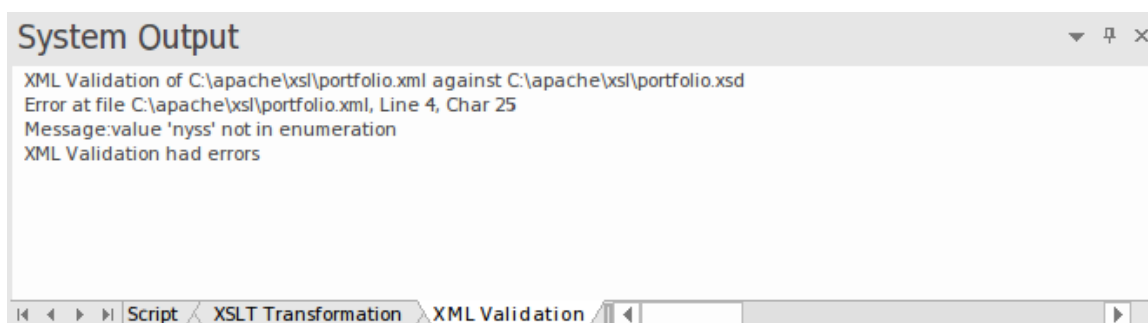 System Output
XML Validation of C:\apache\xsl\portfolio.xml against C:\apache\xsl\portfolio.xsd
Error at file C:\apache\xsl\portfolio.xml, Line 4, Char 25
Message:value 'nyss' not in enumeration
XML Validation had errors
Script XSLT Transformation XML Validation